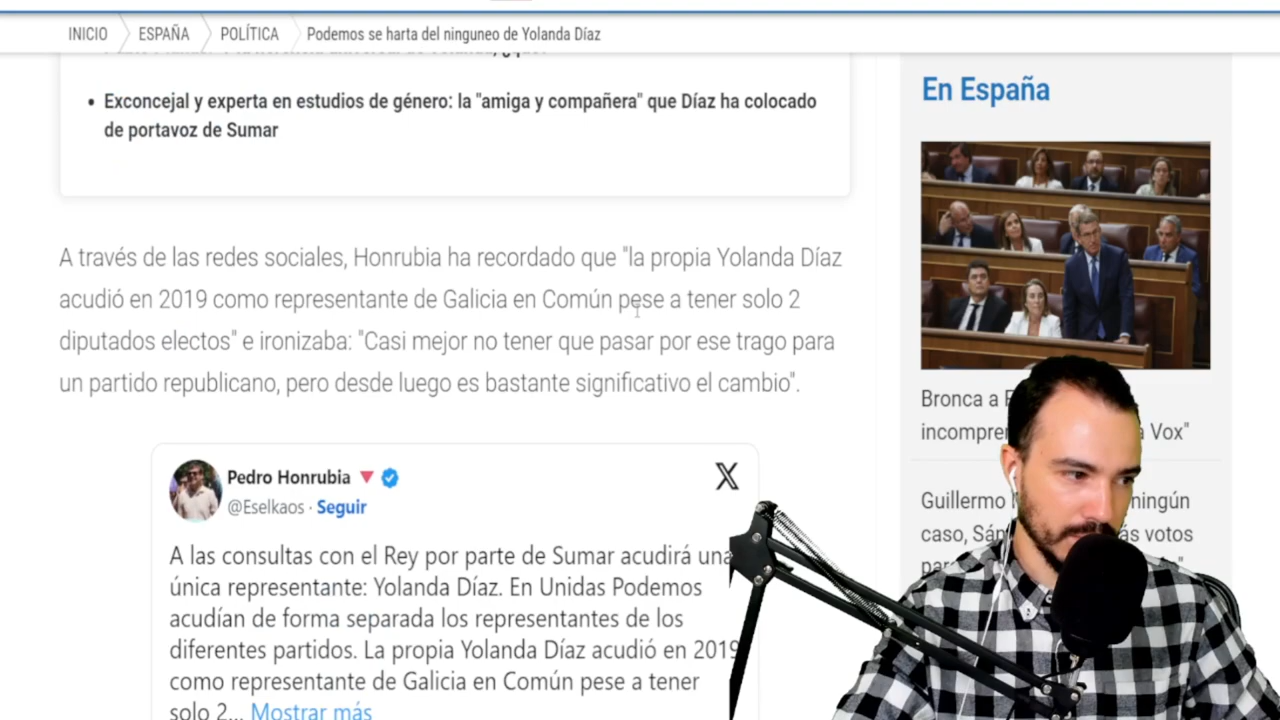 INICIO
ESPAÑA
POLÍTICA
Podemos se harta del ninguneo de Yolanda Díaz
• Exconcejal y experta en estudios de género: la "amiga y compañera" que Díaz ha colocado
de portavoz de Sumar
A través de las redes sociales, Honrubia ha recordado que "la propia Yolanda Díaz
acudió en 2019 como representante de Galicia en Común pese a tener solo 2
diputados electos" e ironizaba: "Casi mejor no tener que pasar por ese trago para
un partido republicano, pero desde luego es bastante significativo el cambio".
Pedro Honrubia
@Eselkaos · Seguir
A las consultas con el Rey por parte de Sumar acudirá una
única representante: Yolanda Díaz. En Unidas Podemos
acudían de forma separada los representantes de los
diferentes partidos. La propia Yolanda Díaz acudió en 2019
como representante de Galicia en Común pese a tener
solo 2... Mostrar más
En España
Bronca a
Vox"
Guillermo
ningún
caso,
votos